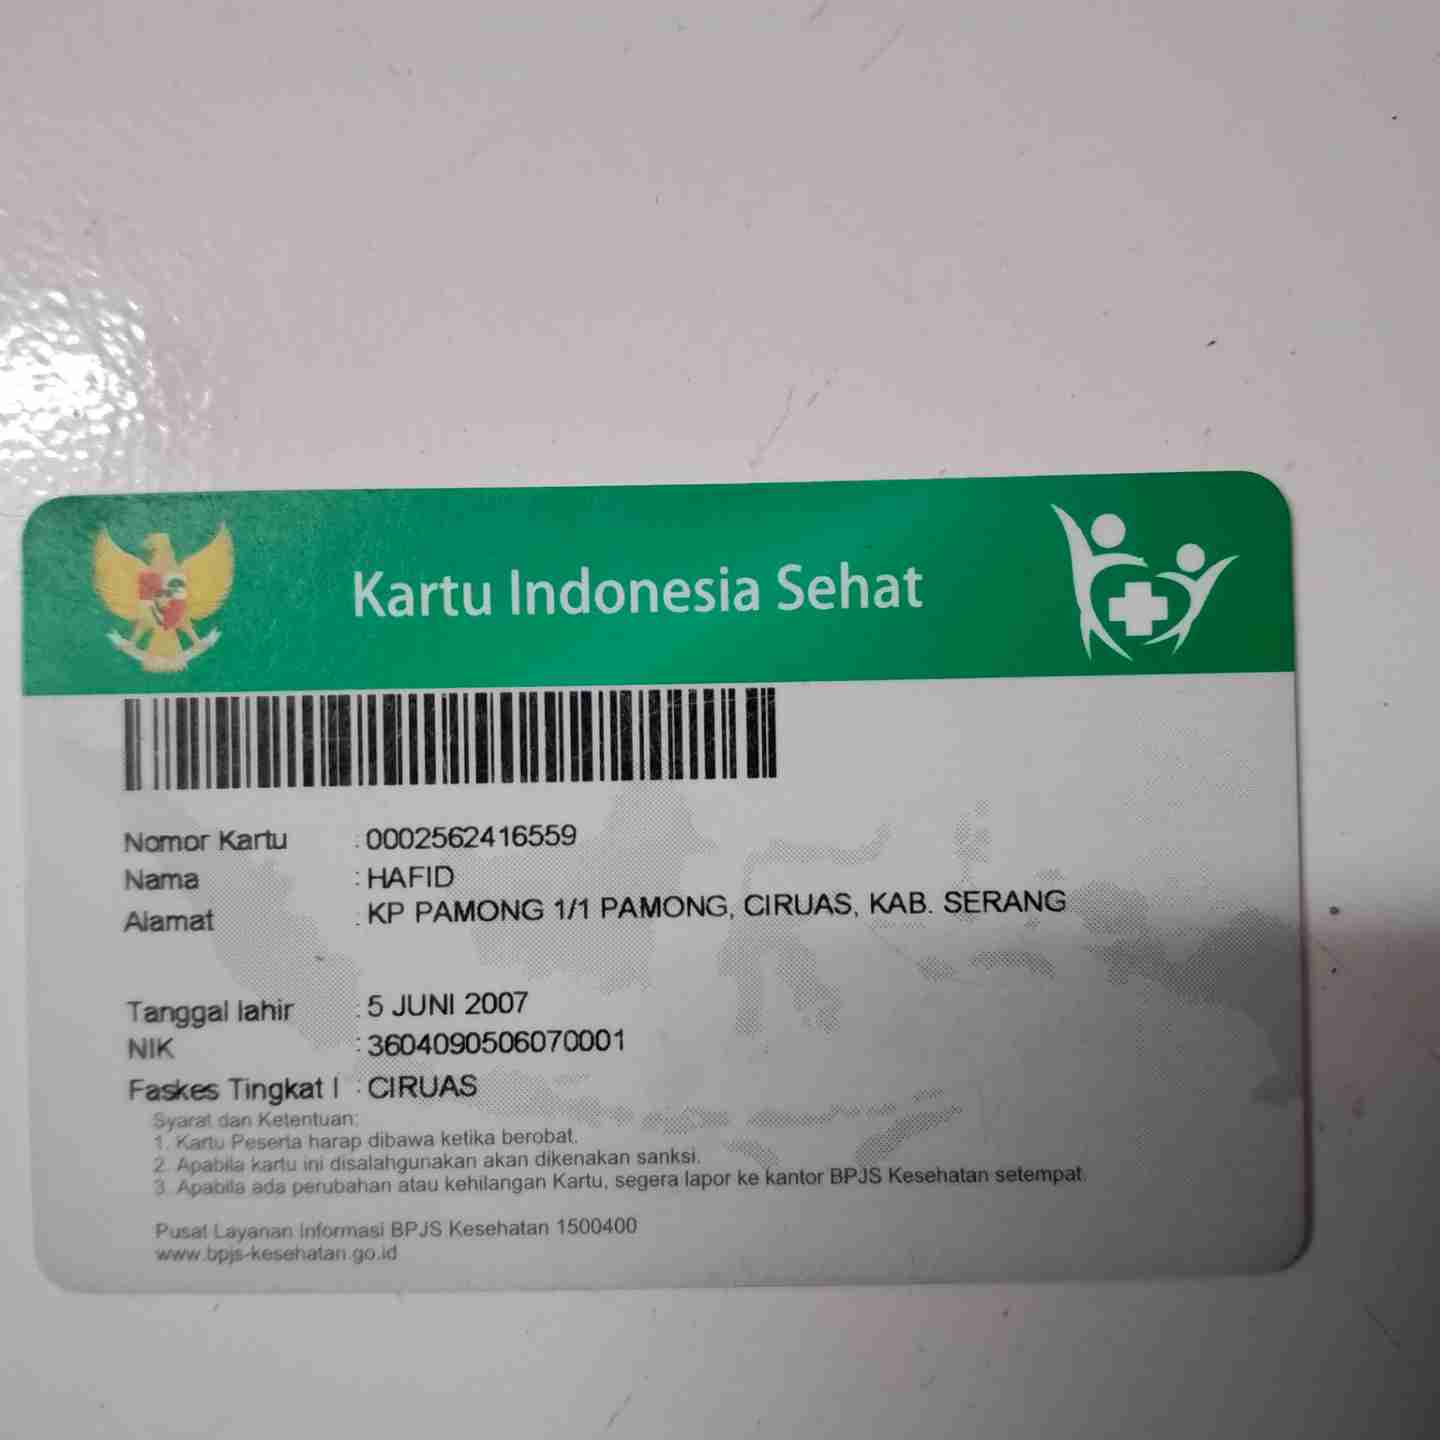 Kartu Indonesia Sehat
Nomor Kartu : 0002562416559
Nama : HAFID
Alamat : KP PAMONG 1/1 PAMONG, CIRUAS, KAB. SERANG
Tanggal lahir : 5 JUNI 2007
NIK : 3604090506070001
Faskes Tingkat I : CIRUAS
Syarat dan Ketentuan:
1. Kartu Peserta harap dibawa ketika berobat.
2. Apabila kartu ini disalahgunakan akan dikenakan sanksi.
3. Apabila ada perubahan atau kehilangan Kartu, segera lapor ke kantor BPJS Kesehatan setempat.
Pusat Layanan Informasi BPJS Kesehatan 1500400
www.bpjs-kesehatan.go.id